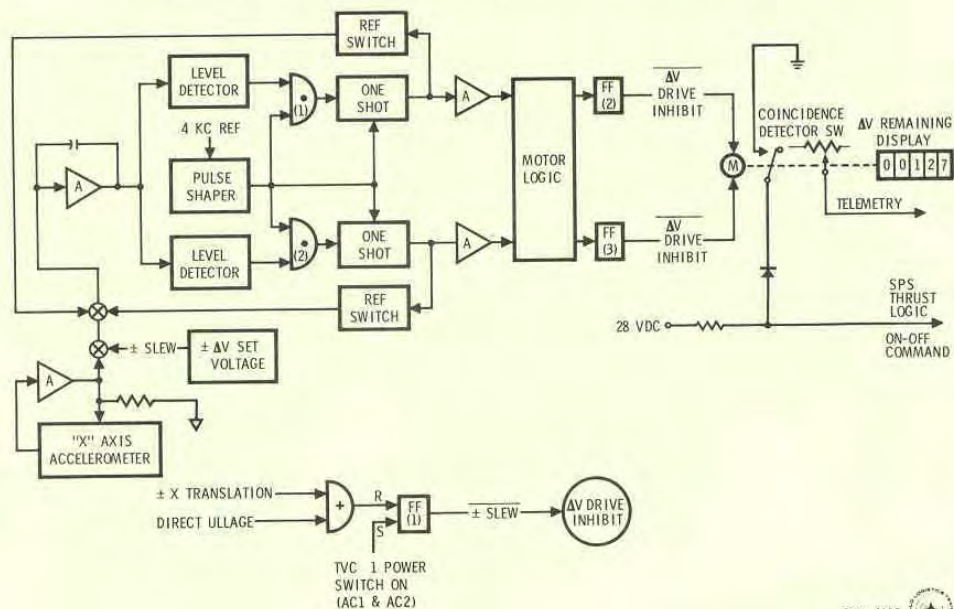 REF
SWITCH
LEVEL
DETECTOR
(1)
ONE
SHOT
A
4 KC REF
PULSE
SHAPER
A
MOTOR
LOGIC
FF
(2)
ΔV
DRIVE
INHIBIT
COINCIDENCE
DETECTOR SW
ΔV REMAINING
DISPLAY
M
0 0 1 2 7
TELEMETRY
LEVEL
DETECTOR
(2)
ONE
SHOT
A
FF
(3)
ΔV
DRIVE
INHIBIT
REF
SWITCH
28 VDC
SPS
THRUST
LOGIC
ON-OFF
COMMAND
± SLEW
± ΔV SET
VOLTAGE
A
"X" AXIS
ACCELEROMETER
± X TRANSLATION
DIRECT ULLAGE
+
R
S
FF
(1)
± SLEW
ΔV DRIVE
INHIBIT
TVC 1 POWER
SWITCH ON
(AC1 & AC2)